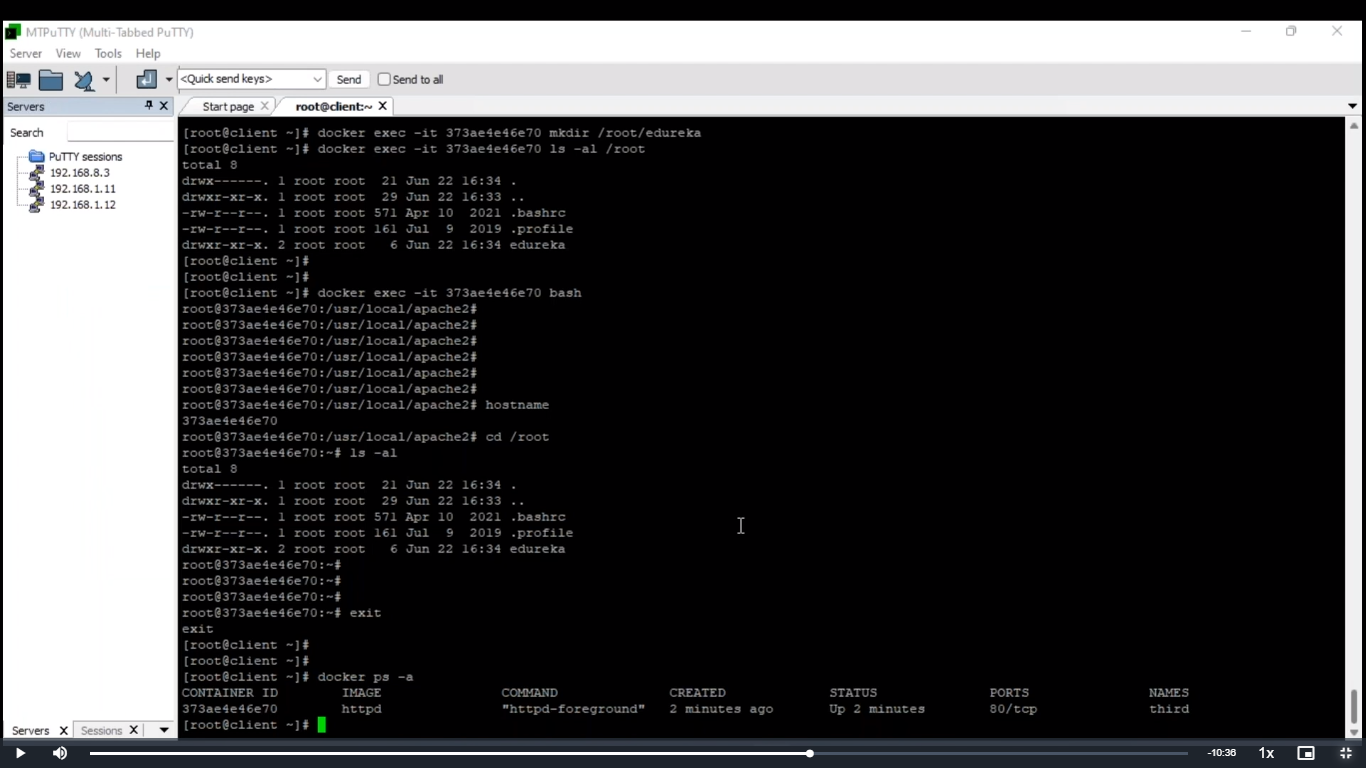 MTPuTTY (Multi-Tabbed PuTTY)
Server View Tools Help
<Quick send keys> Send Send to all
Servers
Start page root@client:~
Search
PuTTY sessions
192.168.8.3
192.168.1.11
192.168.1.12
[root@client ~]# docker exec -it 373ae4e46e70 mkdir /root/edureka
[root@client ~]# docker exec -it 373ae4e46e70 ls -al /root
total 8
drwx------. 1 root root 21 Jun 22 16:34 .
drwxr-xr-x. 1 root root 29 Jun 22 16:33 ..
-rw-r--r--. 1 root root 571 Apr 10 2021 .bashrc
-rw-r--r--. 1 root root 161 Jul 9 2019 .profile
drwxr-xr-x. 2 root root 6 Jun 22 16:34 edureka
[root@client ~]#
[root@client ~]#
[root@client ~]# docker exec -it 373ae4e46e70 bash
root@373ae4e46e70:/usr/local/apache2#
root@373ae4e46e70:/usr/local/apache2#
root@373ae4e46e70:/usr/local/apache2#
root@373ae4e46e70:/usr/local/apache2#
root@373ae4e46e70:/usr/local/apache2#
root@373ae4e46e70:/usr/local/apache2#
root@373ae4e46e70:/usr/local/apache2# hostname
373ae4e46e70
root@373ae4e46e70:/usr/local/apache2# cd /root
root@373ae4e46e70:~# ls -al
total 8
drwx------. 1 root root 21 Jun 22 16:34 .
drwxr-xr-x. 1 root root 29 Jun 22 16:33 ..
-rw-r--r--. 1 root root 571 Apr 10 2021 .bashrc
-rw-r--r--. 1 root root 161 Jul 9 2019 .profile
drwxr-xr-x. 2 root root 6 Jun 22 16:34 edureka
root@373ae4e46e70:~#
root@373ae4e46e70:~#
root@373ae4e46e70:~#
root@373ae4e46e70:~# exit
exit
[root@client ~]#
[root@client ~]#
[root@client ~]# docker ps -a
CONTAINER ID IMAGE COMMAND CREATED STATUS PORTS NAMES
373ae4e46e70 httpd "httpd-foreground" 2 minutes ago Up 2 minutes 80/tcp third
[root@client ~]#
Servers Sessions
-10:36 1x